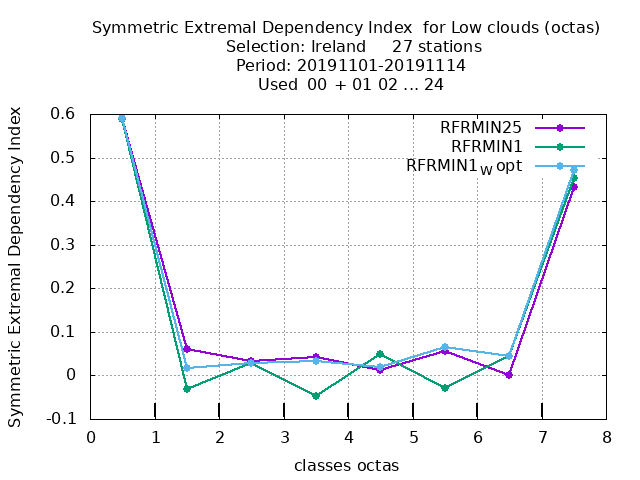 Symmetric Extremal Dependency Index for Low clouds (octas)
Selection: Ireland 27 stations
Period: 20191101-20191114
Used 00 + 01 02 ... 24
Symmetric Extremal Dependency Index
0.6
0.5
0.4
0.3
0.2
0.1
0
-0.1
RFRMIN25
RFRMIN1
RFRMIN1W opt
0 1 2 3 4 5 6 7 8
classes octas